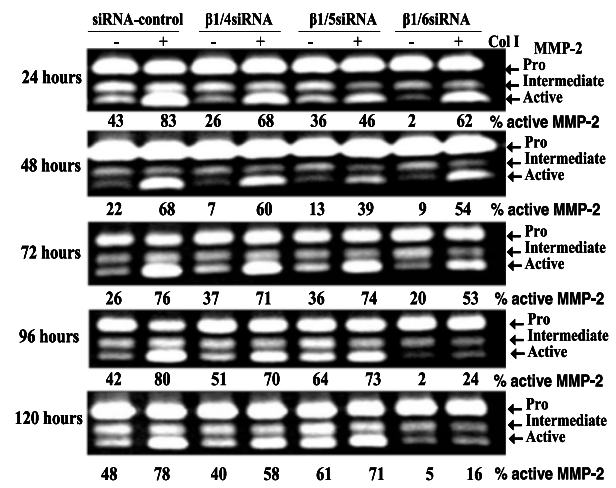 siRNA-control β1/4siRNA β1/5siRNA β1/6siRNA
- + - + - + - + Col I MMP-2
24 hours
Pro
Intermediate
Active
43 83 26 68 36 46 2 62 % active MMP-2
48 hours
Pro
Intermediate
Active
22 68 7 60 13 39 9 54 % active MMP-2
72 hours
Pro
Intermediate
Active
26 76 37 71 36 74 20 53 % active MMP-2
96 hours
Pro
Intermediate
Active
42 80 51 70 64 73 2 24 % active MMP-2
120 hours
Pro
Intermediate
Active
48 78 40 58 61 71 5 16 % active MMP-2